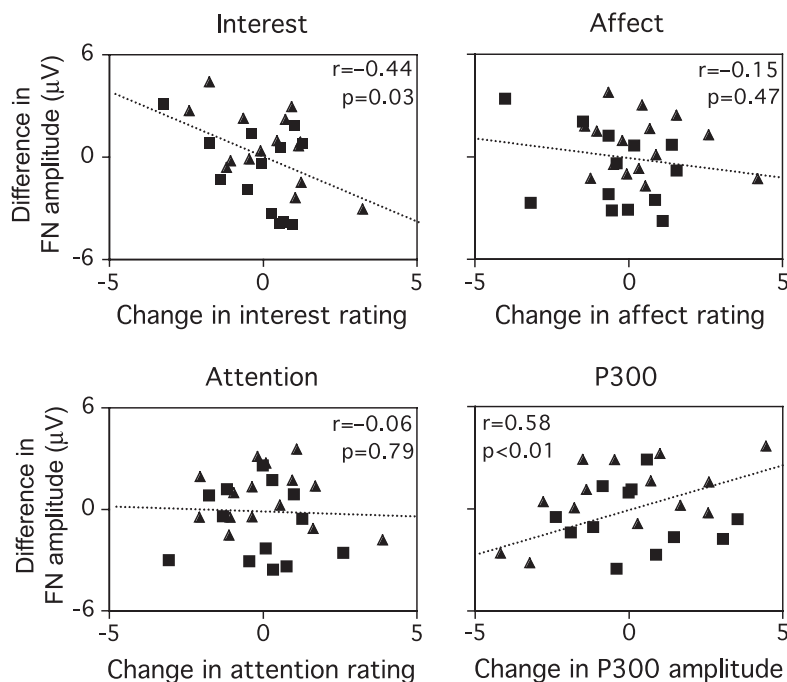 Interest
Difference in
FN amplitude (μV)
6
0
-6
r=-0.44
p=0.03
-5
0
5
Change in interest rating
Affect
r=-0.15
p=0.47
-5
0
5
Change in affect rating
Attention
Difference in
FN amplitude (μV)
6
0
-6
r=-0.06
p=0.79
-5
0
5
Change in attention rating
P300
r=0.58
p<0.01
-5
0
5
Change in P300 amplitude